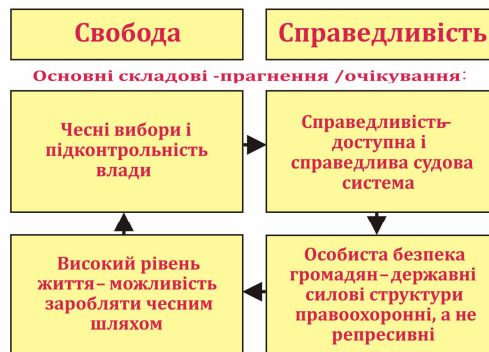 Свобода
Справедливість
Основні складові -прагнення /очікування:
Чесні вибори і
підконтрольність
влади
Справедливість–
доступна і
справедлива судова
система
Високий рівень
життя– можливість
заробляти чесним
шляхом
Особиста безпека
громадян– державні
силові структури
правоохоронні, а не
репресивні